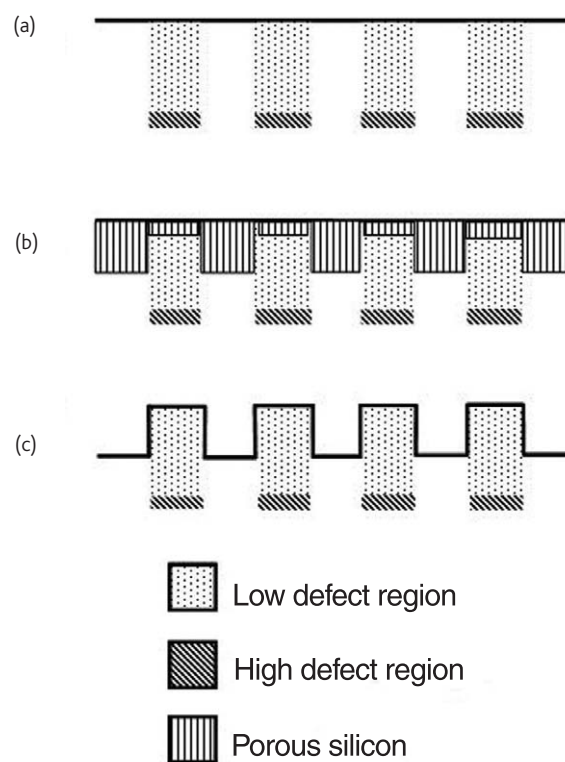 (a)
(b)
(c)
Low defect region
High defect region
Porous silicon